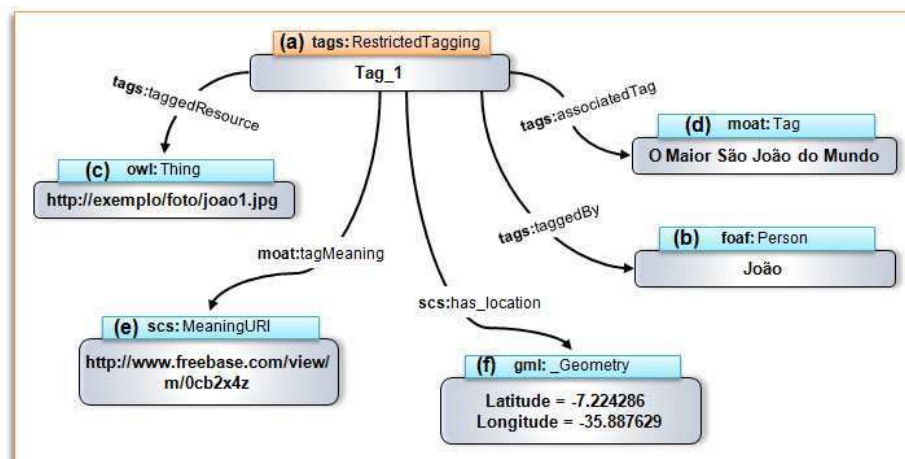 (a) tags:RestrictedTagging
Tag_1
tags:taggedResource
tags:associatedTag
(d) moat:Tag
O Maior São João do Mundo
(c) owl:Thing
http://exemplo/foto/joao1.jpg
tags:taggedBy
(b) foaf:Person
João
moat:tagMeaning
scs:has_location
(e) scs:MeaningURI
http://www.freebase.com/view/
m/0cb2x4z
(f) gml:_Geometry
Latitude = -7.224286
Longitude = -35.887629